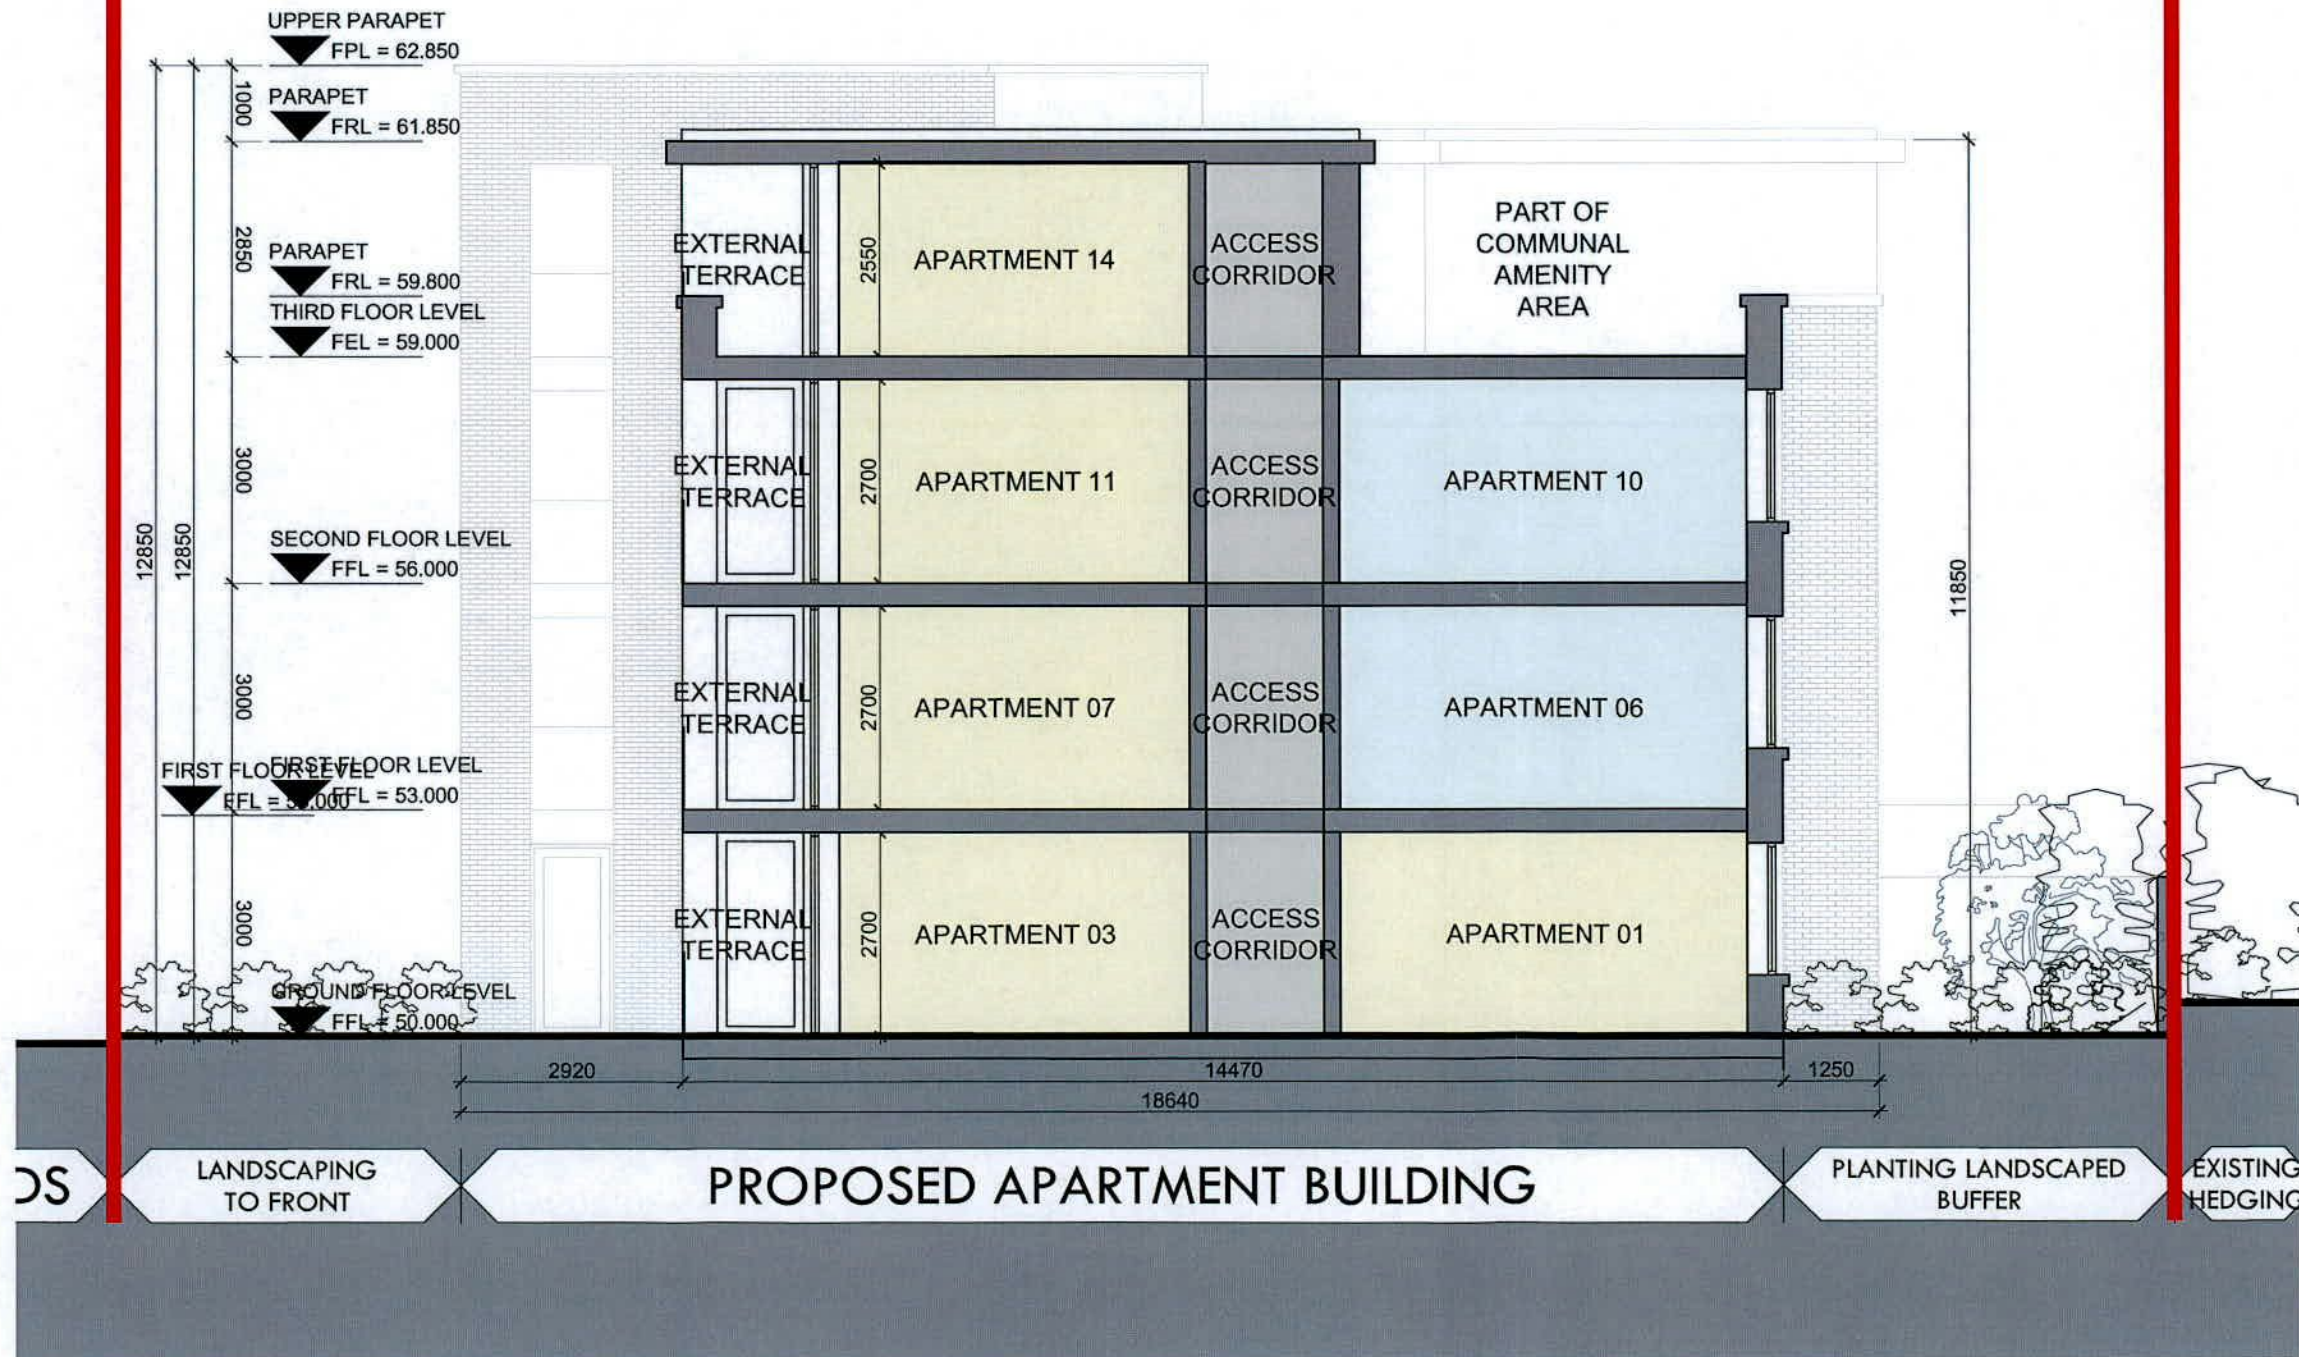 UPPER PARAPET
FPL = 62.850
PARAPET
FRL = 61.850
PARAPET
FRL = 59.800
THIRD FLOOR LEVEL
FEL = 59.000
SECOND FLOOR LEVEL
FFL = 56.000
FIRST FLOOR LEVEL
FIRST FLOOR LEVEL
FFL = 53.000
GROUND FLOOR LEVEL
FFL = 50.000
1000
2850
3000
3000
3000
12850
12850
EXTERNAL
TERRACE
2550
APARTMENT 14
ACCESS
CORRIDOR
PART OF
COMMUNAL
AMENITY
AREA
EXTERNAL
TERRACE
2700
APARTMENT 11
ACCESS
CORRIDOR
APARTMENT 10
EXTERNAL
TERRACE
2700
APARTMENT 07
ACCESS
CORRIDOR
APARTMENT 06
EXTERNAL
TERRACE
2700
APARTMENT 03
ACCESS
CORRIDOR
APARTMENT 01
11850
2920
14470
1250
18640
DS
LANDSCAPING
TO FRONT
PROPOSED APARTMENT BUILDING
PLANTING LANDSCAPED
BUFFER
EXISTING
HEDGING